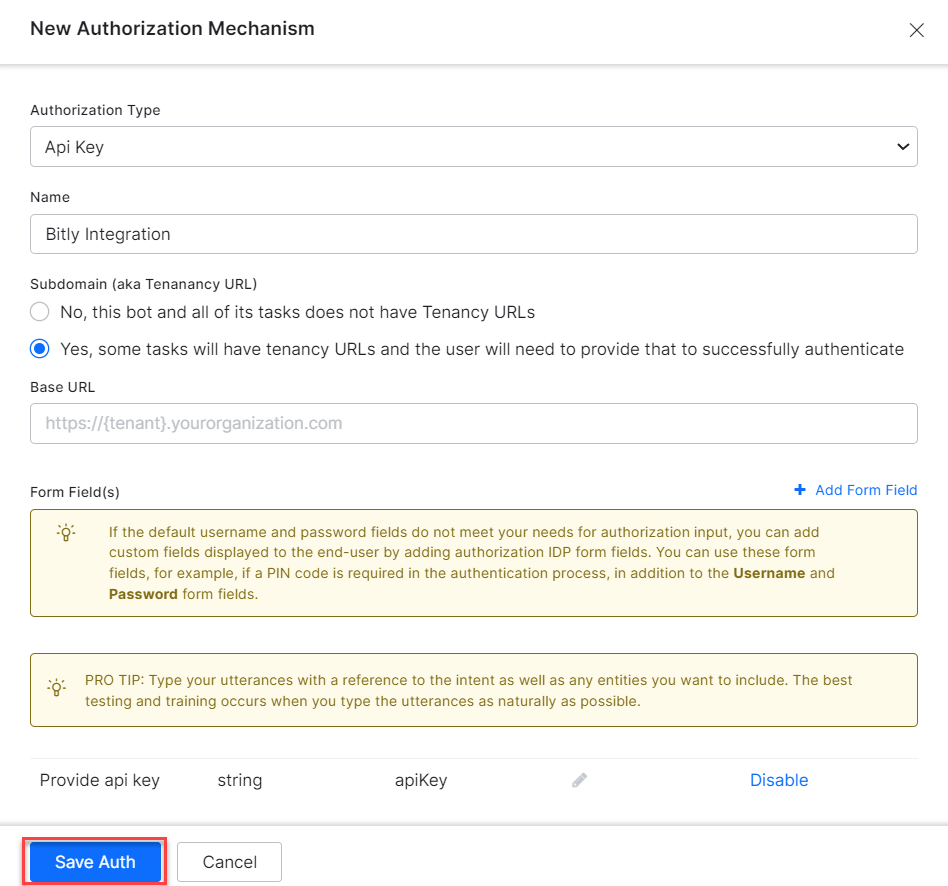 New Authorization Mechanism
Authorization Type
Api Key
Name
Bitly Integration
Subdomain (aka Tenanancy URL)
No, this bot and all of its tasks does not have Tenancy URLs
Yes, some tasks will have tenancy URLs and the user will need to provide that to successfully authenticate
Base URL
https://{tenant}.yourorganization.com
Form Field(s)
+ Add Form Field
If the default username and password fields do not meet your needs for authorization input, you can add
custom fields displayed to the end-user by adding authorization IDP form fields. You can use these form
fields, for example, if a PIN code is required in the authentication process, in addition to the Username and
Password form fields.
PRO TIP: Type your utterances with a reference to the intent as well as any entities you want to include. The best
testing and training occurs when you type the utterances as naturally as possible.
Provide api key string apiKey Disable
Save Auth Cancel